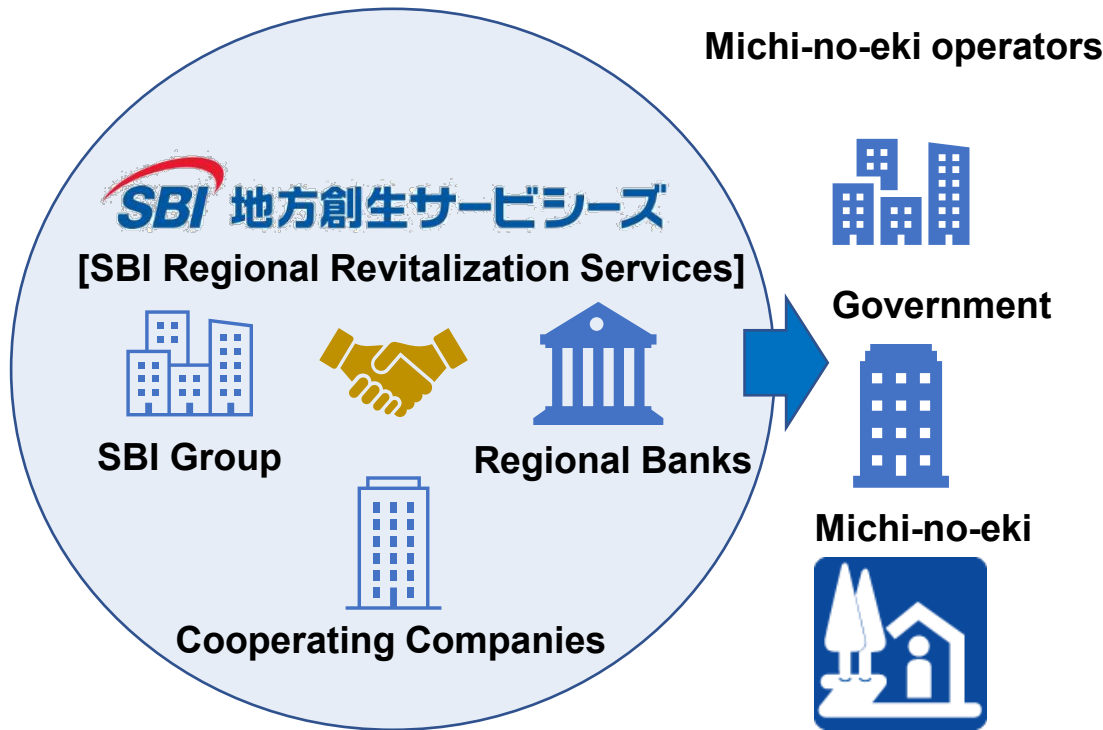 Michi-no-eki operators
SBI 地方創生サービシーズ
[SBI Regional Revitalization Services]
Government
SBI Group
Regional Banks
Michi-no-eki
Cooperating Companies